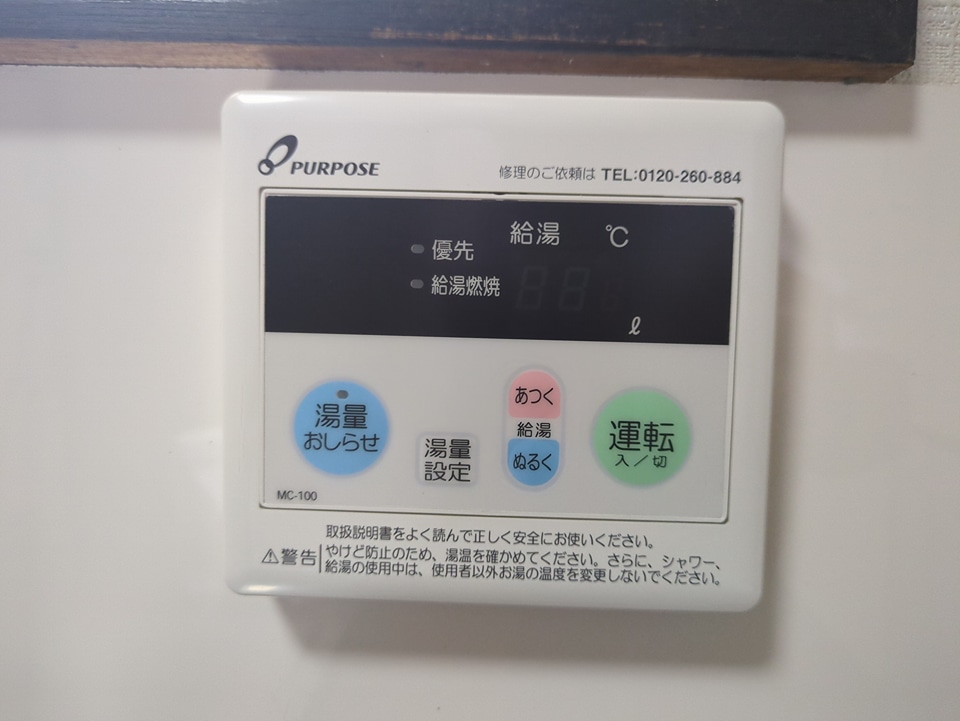 PURPOSE
修理のご依頼は TEL:0120-260-884
給湯 ℃
優先
給湯燃焼
ℓ
湯量
おしらせ
湯量
設定
あつく
給湯
ぬるく
運転
入/切
MC-100
取扱説明書をよく読んで正しく安全にお使いください。
⚠警告
やけど防止のため、湯温を確かめてください。さらに、シャワー、
給湯の使用中は、使用者以外お湯の温度を変更しないでください。